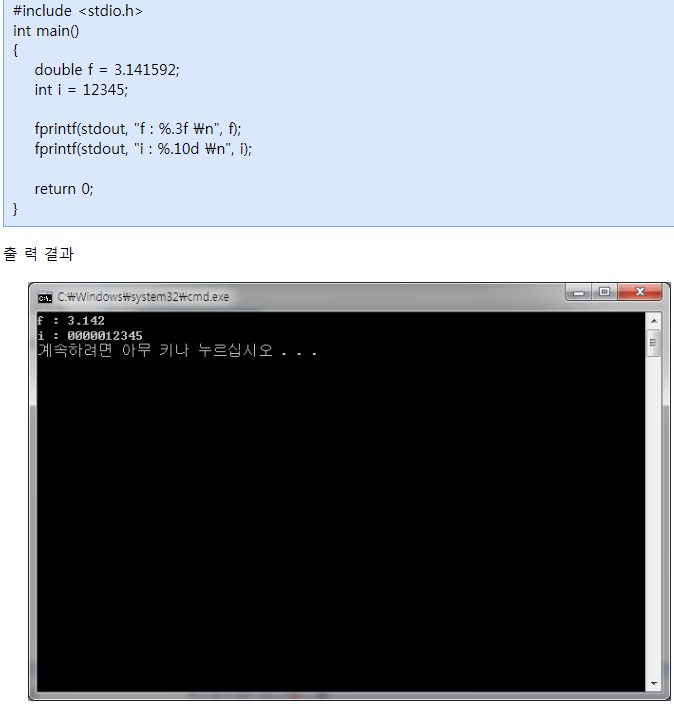 #include <stdio.h>
int main()
{
double f = 3.141592;
int i = 12345;
fprintf(stdout, "f : %.3f ₩n", f);
fprintf(stdout, "i : %.10d ₩n", i);
return 0;
}
출 력 결과
C:₩Windows₩system32₩cmd.exe
f : 3.142
i : 0000012345
계속하려면 아무 키나 누르십시오 . . .